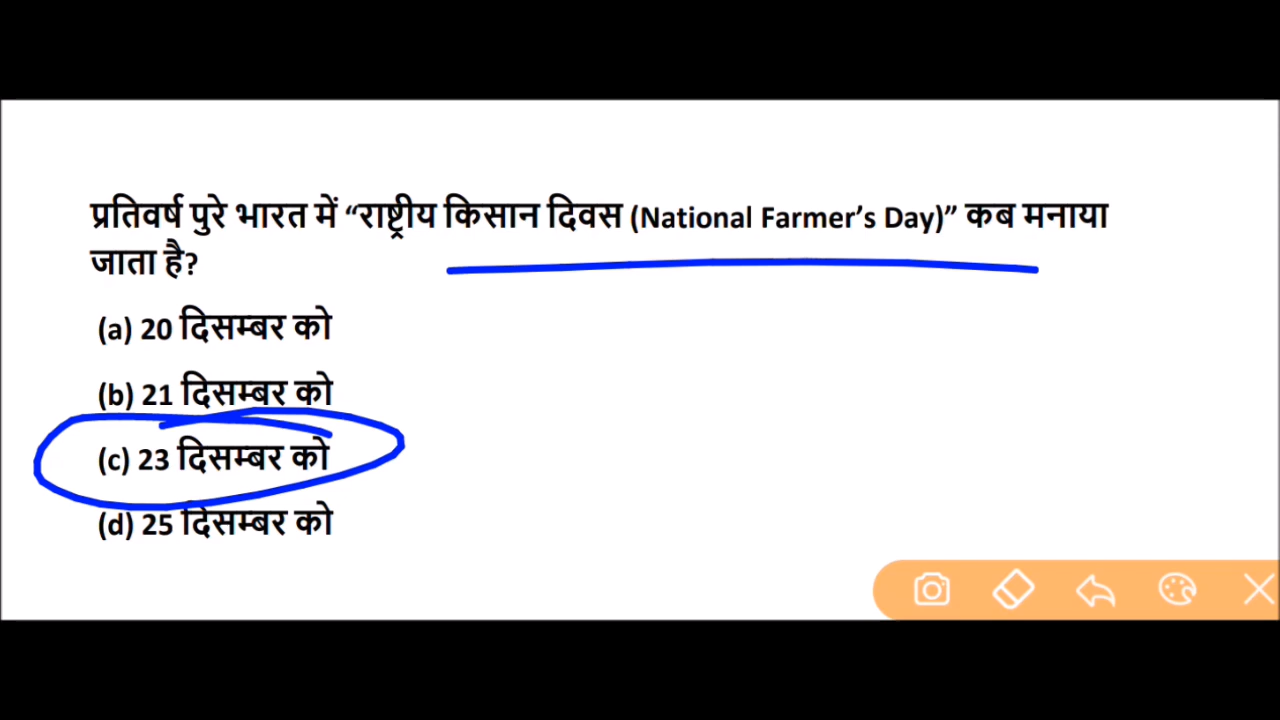 प्रतिवर्ष पुरे भारत में “राष्ट्रीय किसान दिवस (National Farmer’s Day)” कब मनाया
जाता है?
(a) 20 दिसम्बर को
(b) 21 दिसम्बर को
(c) 23 दिसम्बर को
(d) 25 दिसम्बर को